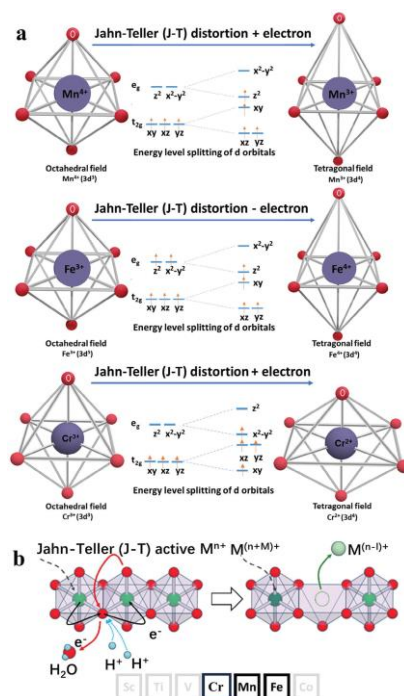 a
Jahn-Teller (J-T) distortion + electron
O
O
Mn⁴⁺
Mn³⁺
e_g
z² x²-y²
x²-y²
z²
xy
t₂g
xy xz yz
xz yz
Octahedral field
Mn⁴⁺(3d³)
Energy level splitting of d orbitals
Tetragonal field
Mn³⁺(3d⁴)
Jahn-Teller (J-T) distortion - electron
O
O
Fe³⁺
Fe⁴⁺
e_g
z² x²-y²
x²-y²
z²
xy
t₂g
xy xz yz
xz yz
Octahedral field
Fe³⁺(3d⁵)
Energy level splitting of d orbitals
Tetragonal field
Fe⁴⁺(3d⁴)
Jahn-Teller (J-T) distortion + electron
O
O
Cr³⁺
Cr²⁺
e_g
z² x²-y²
z²
x²-y²
xz yz
t₂g
xy xz yz
xy
Octahedral field
Cr³⁺(3d³)
Energy level splitting of d orbitals
Tetragonal field
Cr²⁺(3d⁴)
b
Jahn-Teller (J-T) active Mⁿ⁺ M⁽ⁿ⁺ᴹ⁾⁺
M⁽ⁿ⁻ˡ⁾⁺
e⁻ e⁻
H₂O H⁺ H⁺
Sc Ti V Cr Mn Fe Co